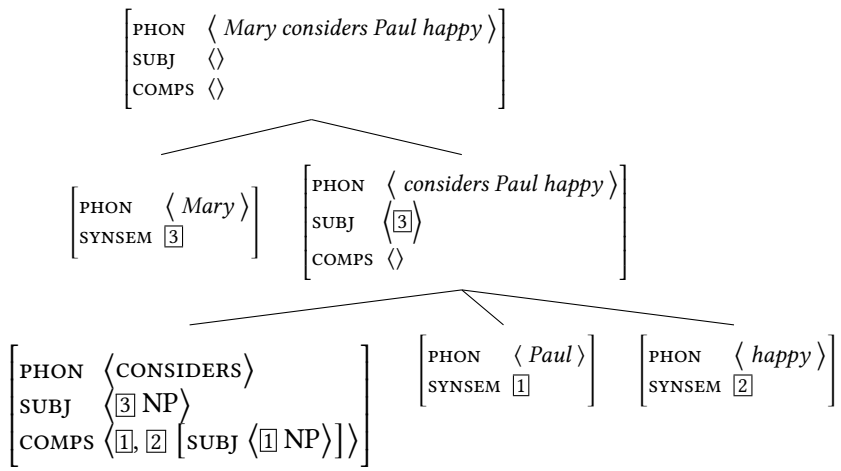 PHON ⟨ Mary considers Paul happy ⟩
SUBJ ⟨⟩
COMPS ⟨⟩
PHON ⟨ Mary ⟩
SYNSEM 3
PHON ⟨ considers Paul happy ⟩
SUBJ ⟨3⟩
COMPS ⟨⟩
PHON ⟨CONSIDERS⟩
SUBJ ⟨3 NP⟩
COMPS ⟨1, 2 [SUBJ ⟨1 NP⟩]⟩
PHON ⟨ Paul ⟩
SYNSEM 1
PHON ⟨ happy ⟩
SYNSEM 2